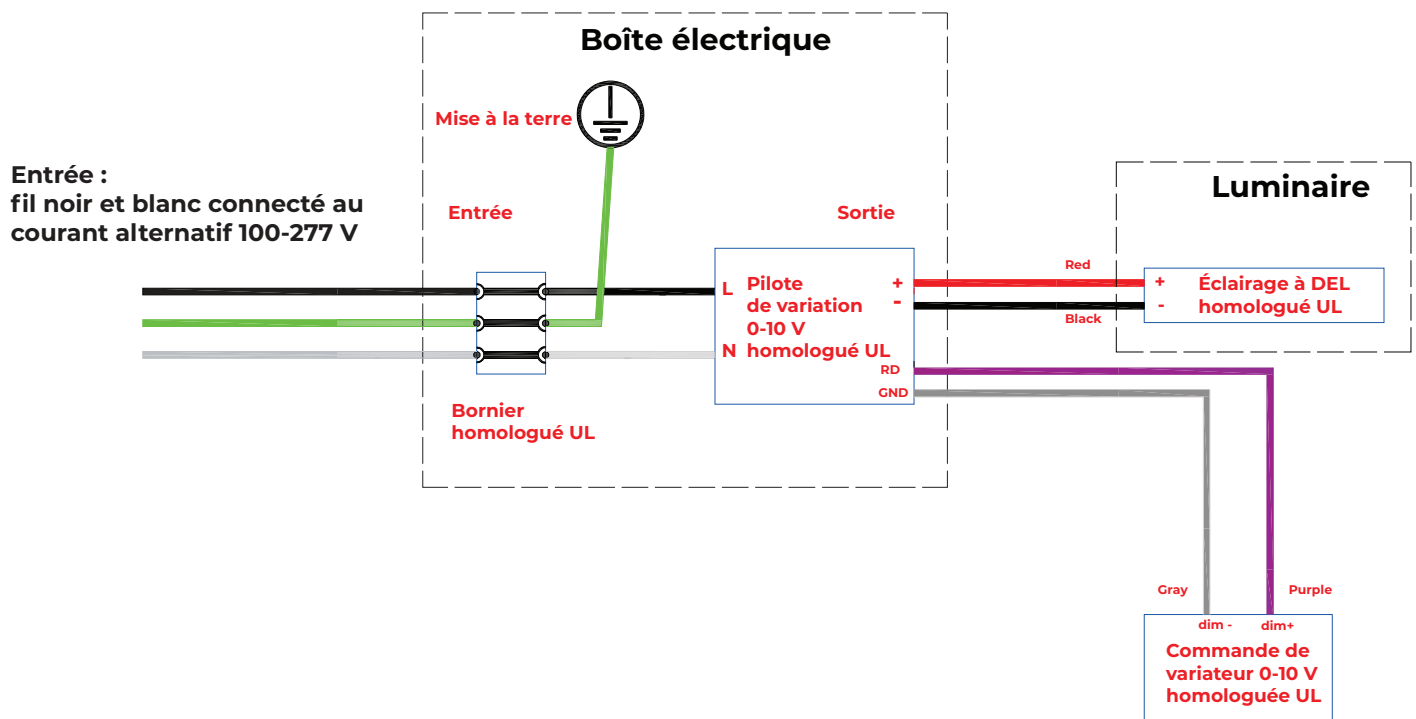 Boîte électrique
Mise à la terre
Entrée :
fil noir et blanc connecté au
courant alternatif 100-277 V
Entrée
Sortie
Luminaire
L
Pilote
de variation
0-10 V
N
homologué UL
+
-
RD
GND
Red
Black
+
-
Éclairage à DEL
homologué UL
Bornier
homologué UL
Gray
Purple
dim -
dim+
Commande de
variateur 0-10 V
homologuée UL